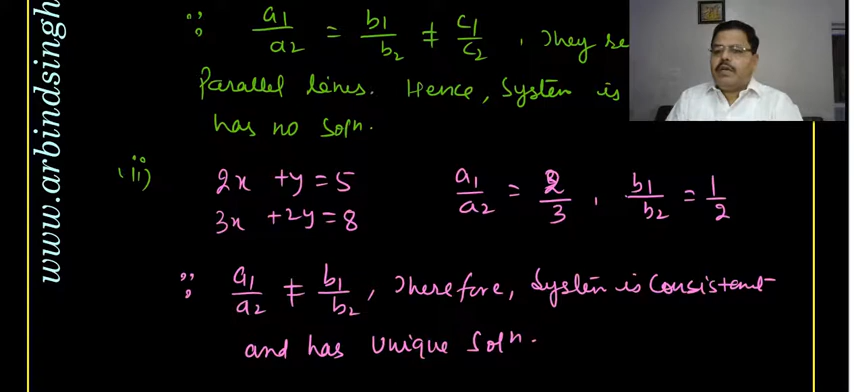 www.arbindsingh
∵ a₁/a₂ = b₁/b₂ ≠ c₁/c₂ , They
Parallel lines. Hence, System is
has no Solⁿ.
(ii) 2x + y = 5 a₁/a₂ = 2/3 , b₁/b₂ = 1/2
3x + 2y = 8
∵ a₁/a₂ ≠ b₁/b₂ , Therefore, System is Consistent
and has Unique Solⁿ.